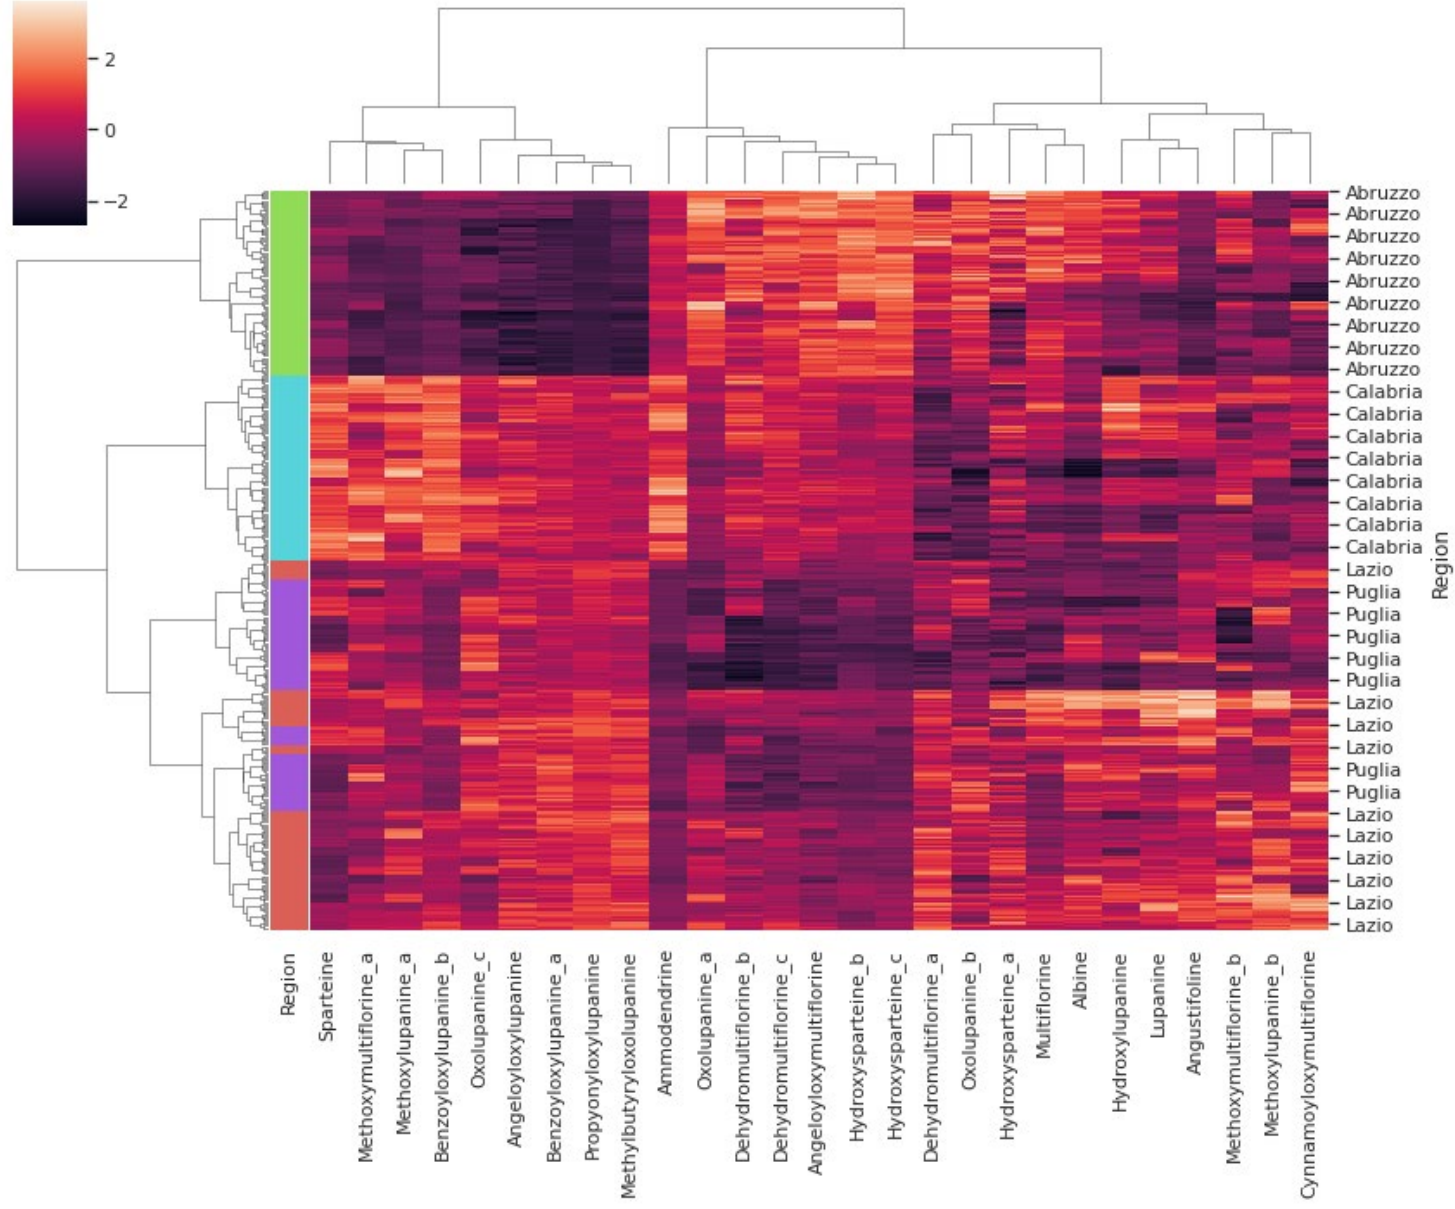 2
0
−2
Abruzzo
Abruzzo
Abruzzo
Abruzzo
Abruzzo
Abruzzo
Abruzzo
Abruzzo
Abruzzo
Calabria
Calabria
Calabria
Calabria
Calabria
Calabria
Calabria
Calabria
Lazio
Puglia
Puglia
Puglia
Puglia
Puglia
Lazio
Lazio
Lazio
Puglia
Puglia
Lazio
Lazio
Lazio
Lazio
Lazio
Lazio
Region
Region
Sparteine
Methoxymultiflorine_a
Methoxylupanine_a
Benzoyloxylupanine_b
Oxolupanine_c
Angeloyloxylupanine
Benzoyloxylupanine_a
Propyonyloxylupanine
Methylbutyryloxolupanine
Ammodendrine
Oxolupanine_a
Dehydromultiflorine_b
Dehydromultiflorine_c
Angeloyloxymultiflorine
Hydroxysparteine_b
Hydroxysparteine_c
Dehydromultiflorine_a
Oxolupanine_b
Hydroxysparteine_a
Multiflorine
Albine
Hydroxylupanine
Lupanine
Angustifoline
Methoxymultiflorine_b
Methoxylupanine_b
Cynnamoyloxymultiflorine